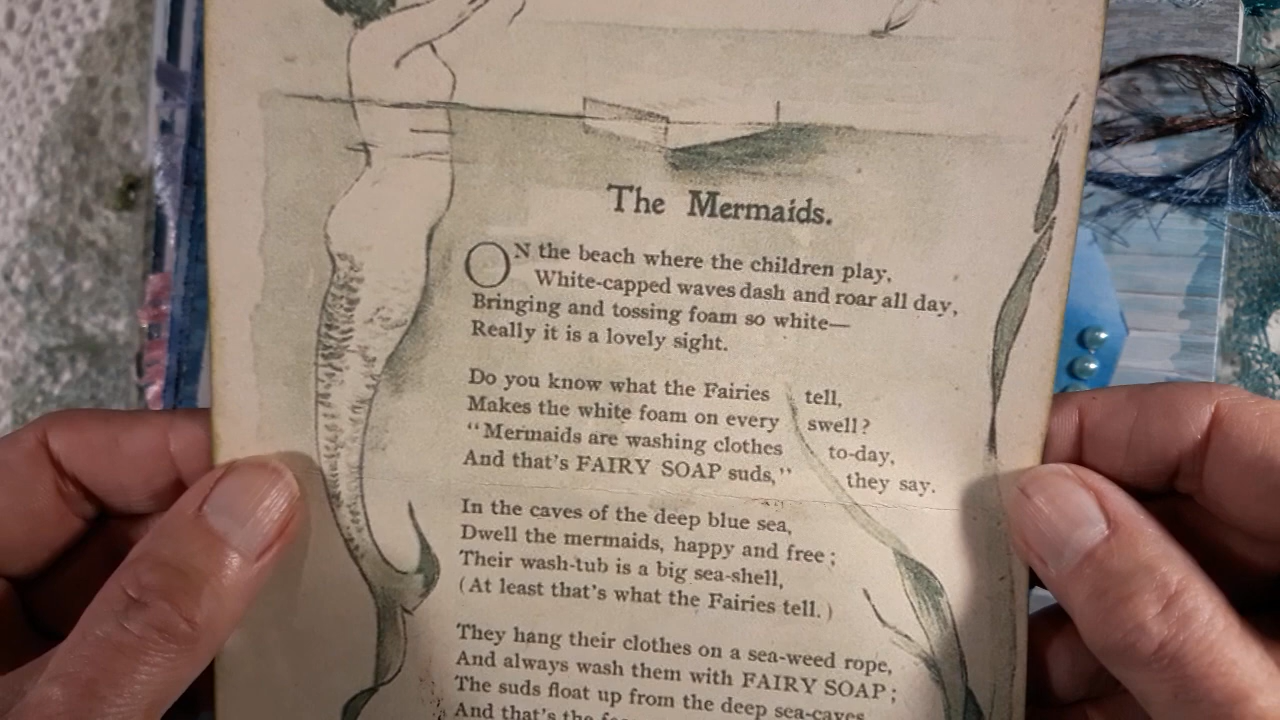 The Mermaids.
ON the beach where the children play,
White-capped waves dash and roar all day,
Bringing and tossing foam so white—
Really it is a lovely sight.
Do you know what the Fairies tell,
Makes the white foam on every swell?
"Mermaids are washing clothes to-day,
And that's FAIRY SOAP suds," they say.
In the caves of the deep blue sea,
Dwell the mermaids, happy and free;
Their wash-tub is a big sea-shell,
(At least that's what the Fairies tell.)
They hang their clothes on a sea-weed rope,
And always wash them with FAIRY SOAP;
The suds float up from the deep sea-caves
And that's the